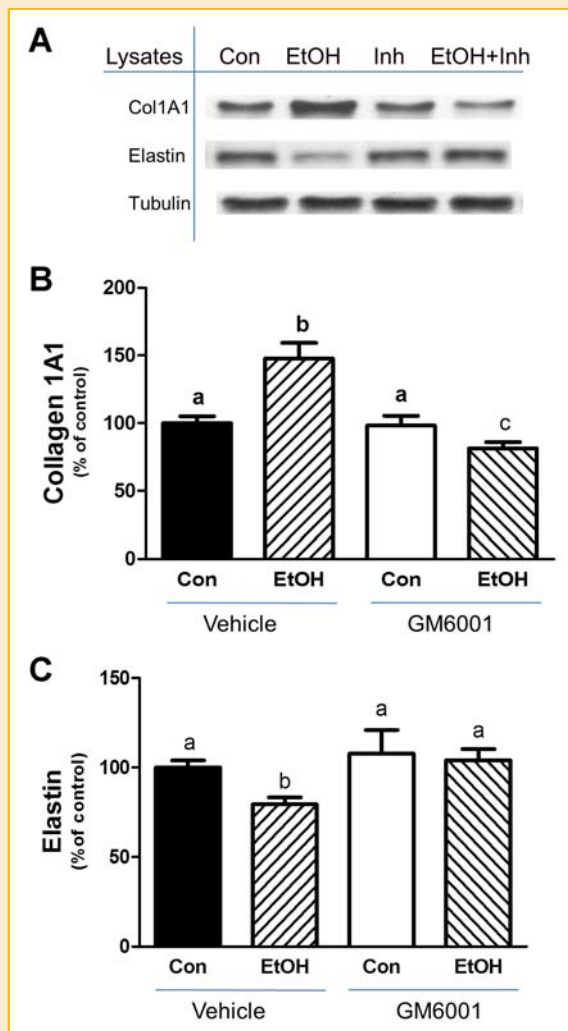 A
Lysates Con EtOH Inh EtOH+Inh
Col1A1
Elastin
Tubulin
B
Collagen 1A1
(% of control)
200
150
100
50
0
a
b
a
c
Con EtOH Con EtOH
Vehicle GM6001
C
Elastin
(%of control)
150
100
50
0
a
b
a
a
Con EtOH Con EtOH
Vehicle GM6001